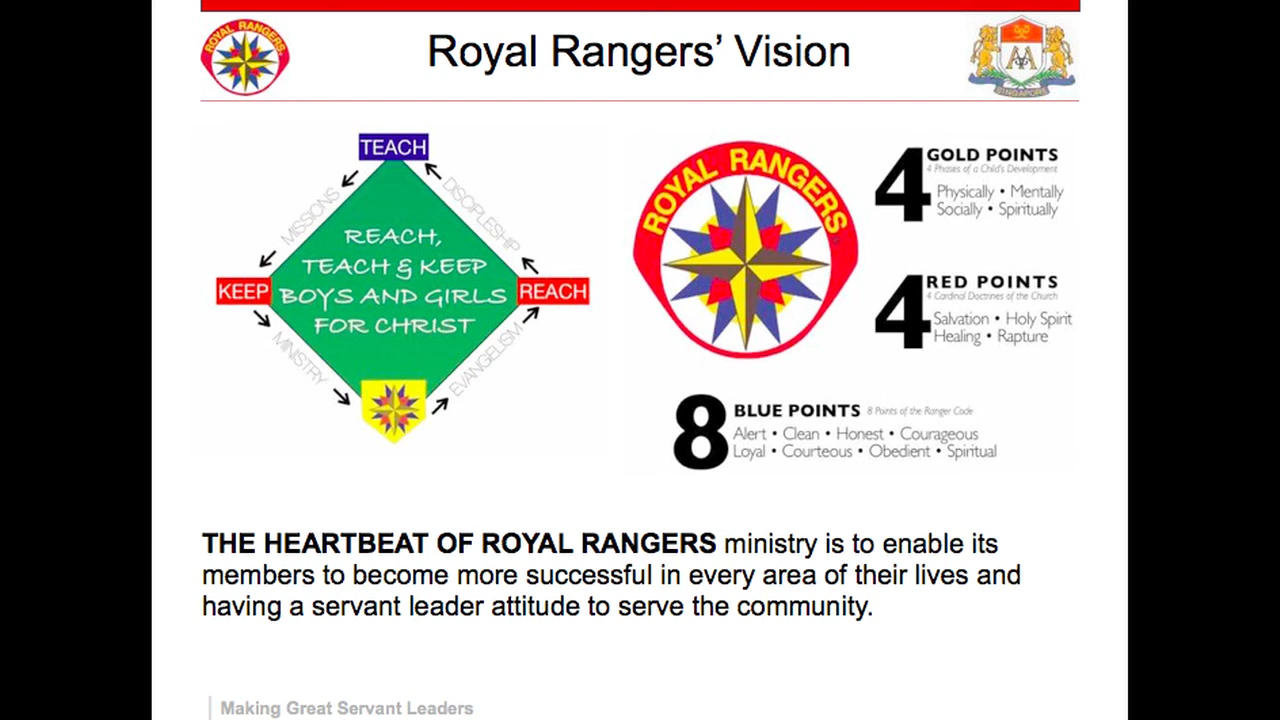 ROYAL RANGERS
Royal Rangers' Vision
SINGAPORE
TEACH
MISSIONS
DISCIPLESHIP
REACH,
TEACH & KEEP
BOYS AND GIRLS
FOR CHRIST
KEEP
REACH
MINISTRY
EVANGELISM
ROYAL RANGERS
4 GOLD POINTS
4 Phases of a Child's Development
Physically • Mentally
Socially • Spiritually
4 RED POINTS
4 Cardinal Doctrines of the Church
Salvation • Holy Spirit
Healing • Rapture
8 BLUE POINTS 8 Points of the Ranger Code
Alert • Clean • Honest • Courageous
Loyal • Courteous • Obedient • Spiritual
THE HEARTBEAT OF ROYAL RANGERS ministry is to enable its
members to become more successful in every area of their lives and
having a servant leader attitude to serve the community.
Making Great Servant Leaders